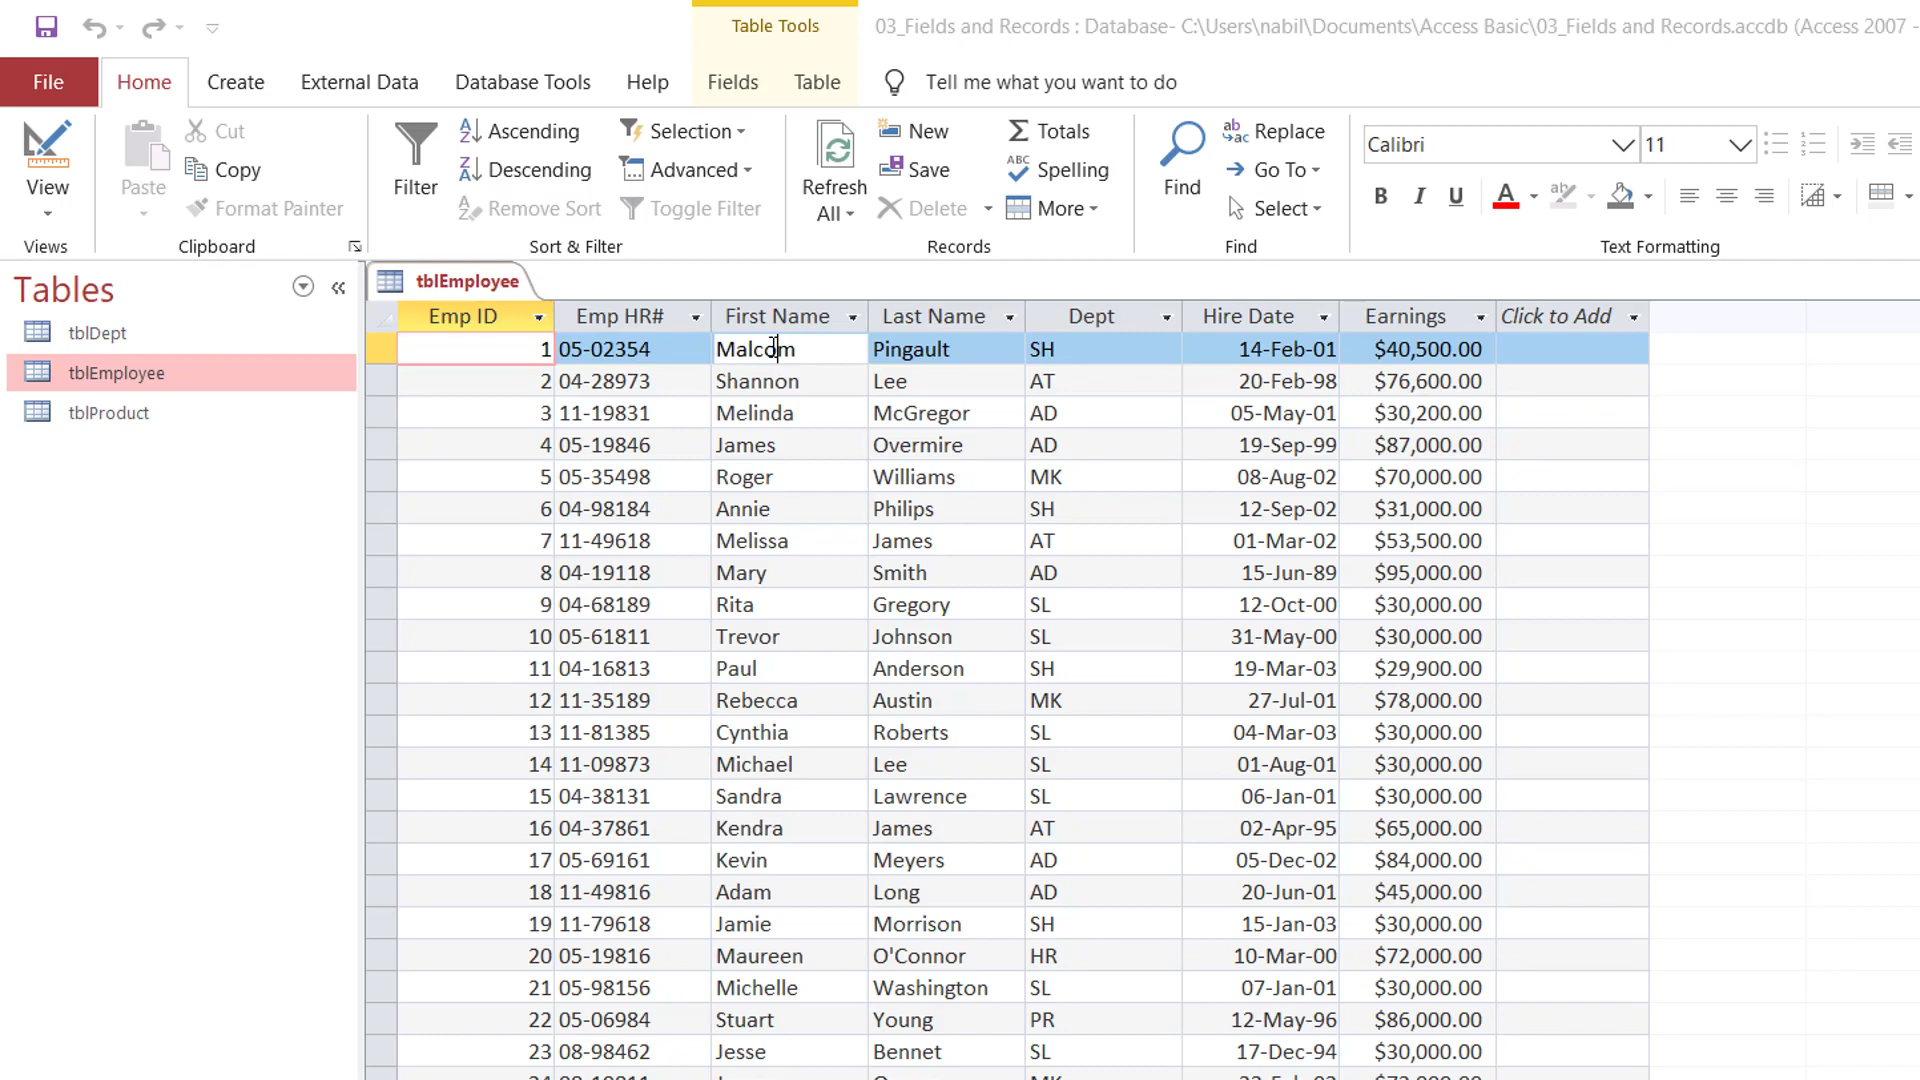 Table Tools
03_Fields and Records : Database- C:\Users\nabil\Documents\Access Basic\03_Fields and Records.accdb (Access 2007 -
File Home Create External Data Database Tools Help Fields Table Tell me what you want to do
View
Views
Paste
Cut
Copy
Format Painter
Clipboard
Filter
Ascending
Descending
Remove Sort
Selection
Advanced
Toggle Filter
Sort & Filter
Refresh
All
New
Save
Delete
Totals
Spelling
More
Records
Find
Replace
Go To
Select
Find
Calibri 11
B I U A
Text Formatting
Tables
tblDept
tblEmployee
tblProduct
tblEmployee
Emp ID Emp HR# First Name Last Name Dept Hire Date Earnings Click to Add
1 05-02354 Malcom Pingault SH 14-Feb-01 $40,500.00
2 04-28973 Shannon Lee AT 20-Feb-98 $76,600.00
3 11-19831 Melinda McGregor AD 05-May-01 $30,200.00
4 05-19846 James Overmire AD 19-Sep-99 $87,000.00
5 05-35498 Roger Williams MK 08-Aug-02 $70,000.00
6 04-98184 Annie Philips SH 12-Sep-02 $31,000.00
7 11-49618 Melissa James AT 01-Mar-02 $53,500.00
8 04-19118 Mary Smith AD 15-Jun-89 $95,000.00
9 04-68189 Rita Gregory SL 12-Oct-00 $30,000.00
10 05-61811 Trevor Johnson SL 31-May-00 $30,000.00
11 04-16813 Paul Anderson SH 19-Mar-03 $29,900.00
12 11-35189 Rebecca Austin MK 27-Jul-01 $78,000.00
13 11-81385 Cynthia Roberts SL 04-Mar-03 $30,000.00
14 11-09873 Michael Lee SL 01-Aug-01 $30,000.00
15 04-38131 Sandra Lawrence SL 06-Jan-01 $30,000.00
16 04-37861 Kendra James AT 02-Apr-95 $65,000.00
17 05-69161 Kevin Meyers AD 05-Dec-02 $84,000.00
18 11-49816 Adam Long AD 20-Jun-01 $45,000.00
19 11-79618 Jamie Morrison SH 15-Jan-03 $30,000.00
20 05-19816 Maureen O'Connor HR 10-Mar-00 $72,000.00
21 05-98156 Michelle Washington SL 07-Jan-01 $30,000.00
22 05-06984 Stuart Young PR 12-May-96 $86,000.00
23 08-98462 Jesse Bennet SL 17-Dec-94 $30,000.00